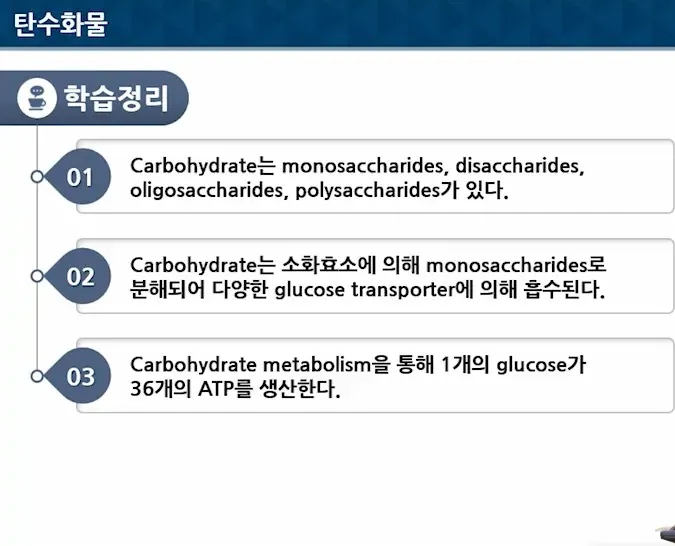 탄수화물
학습정리
01
Carbohydrate는 monosaccharides, disaccharides,
oligosaccharides, polysaccharides가 있다.
02
Carbohydrate는 소화효소에 의해 monosaccharides로
분해되어 다양한 glucose transporter에 의해 흡수된다.
03
Carbohydrate metabolism을 통해 1개의 glucose가
36개의 ATP를 생산한다.